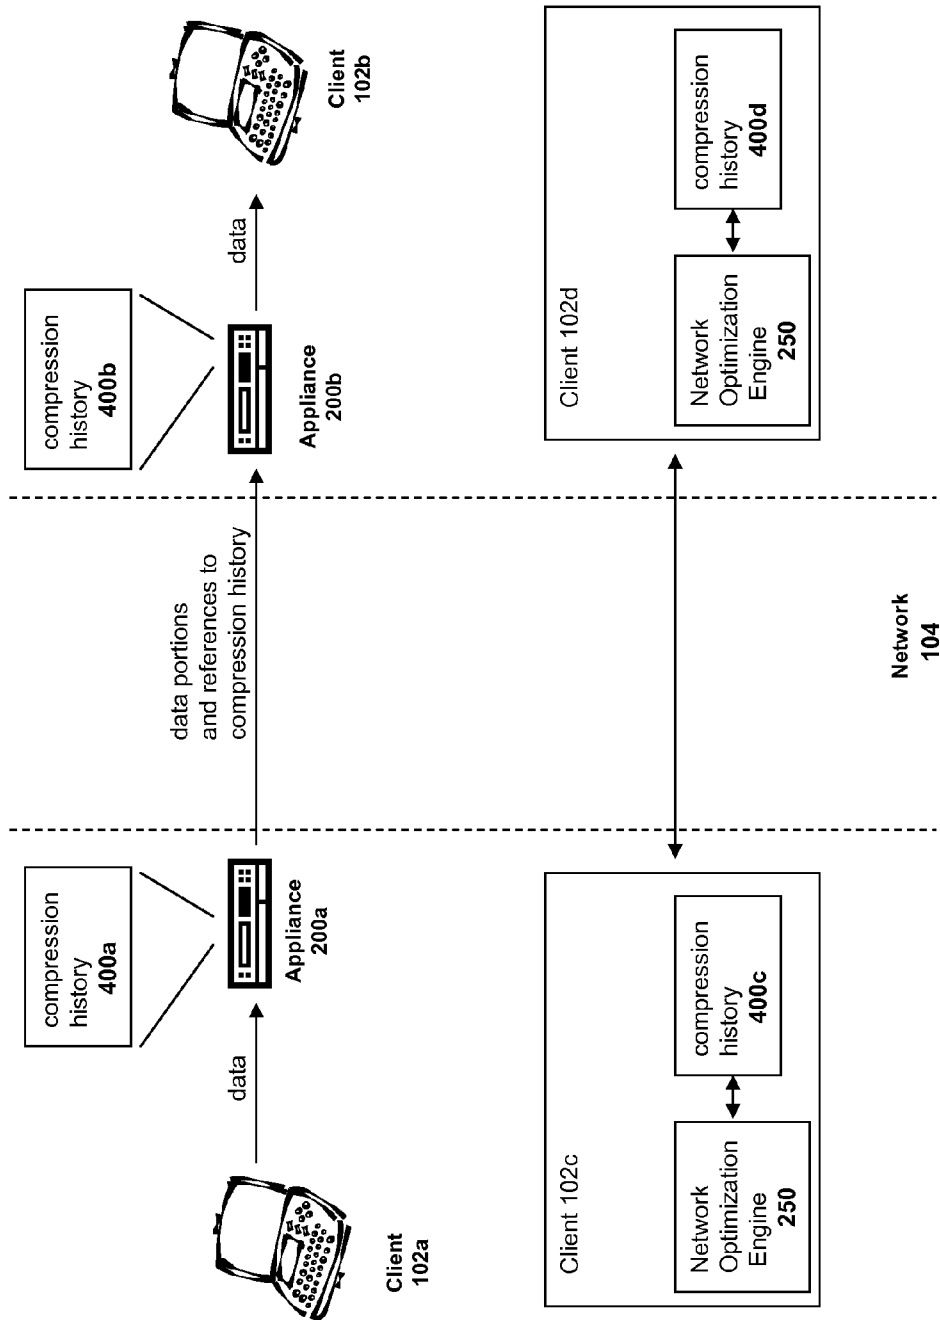 compression
history
400a
data portions
and references to
compression history
compression
history
400b
data
data
Client
102a
Appliance
200a
Appliance
200b
Client
102b
Client 102c
Network
Optimization
Engine
250
compression
history
400c
Client 102d
Network
Optimization
Engine
250
compression
history
400d
Network
104